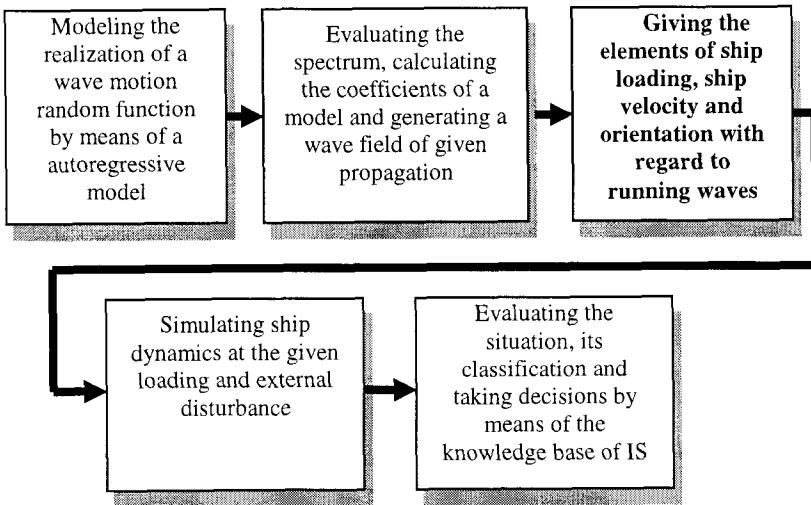 Modeling the
realization of a
wave motion
random function
by means of a
autoregressive
model
Evaluating the
spectrum, calculating
the coefficients of a
model and generating a
wave field of given
propagation
Giving the
elements of ship
loading, ship
velocity and
orientation with
regard to
running waves
Simulating ship
dynamics at the given
loading and external
disturbance
Evaluating the
situation, its
classification and
taking decisions by
means of the
knowledge base of IS